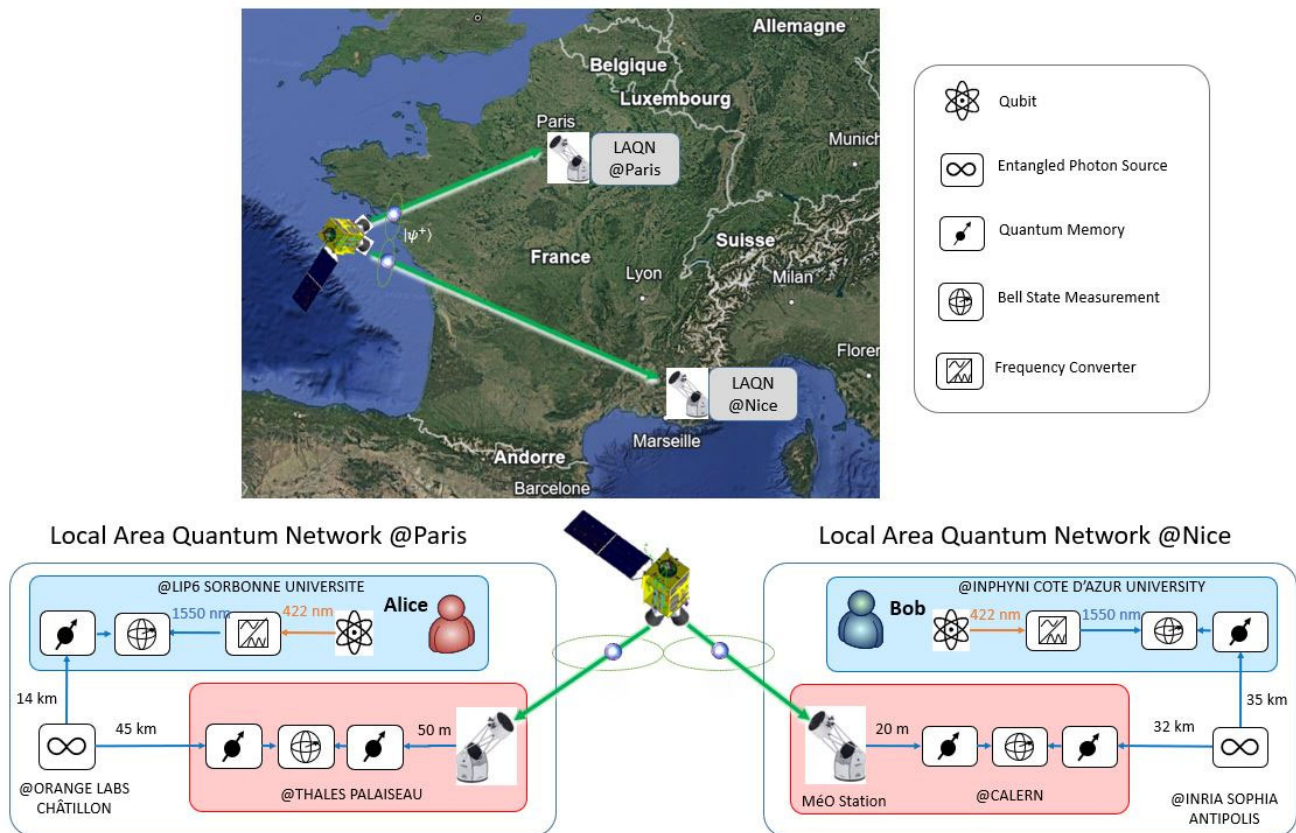 Allemagne
Belgique
Luxembourg
Paris
Munich
LAQN
@Paris
|ψ⁺⟩
Suisse
France
Lyon
Milan
LAQN
@Nice
Floren
Marseille
Andorre
Barcelone
Qubit
Entangled Photon Source
Quantum Memory
Bell State Measurement
Frequency Converter
Local Area Quantum Network @Paris
@LIP6 SORBONNE UNIVERSITE
1550 nm
422 nm
Alice
14 km
45 km
50 m
@ORANGE LABS
CHÂTILLON
@THALES PALAISEAU
Local Area Quantum Network @Nice
@INPHYNI COTE D'AZUR UNIVERSITY
Bob
422 nm
1550 nm
35 km
20 m
32 km
MéO Station
@CALERN
@INRIA SOPHIA
ANTIPOLIS